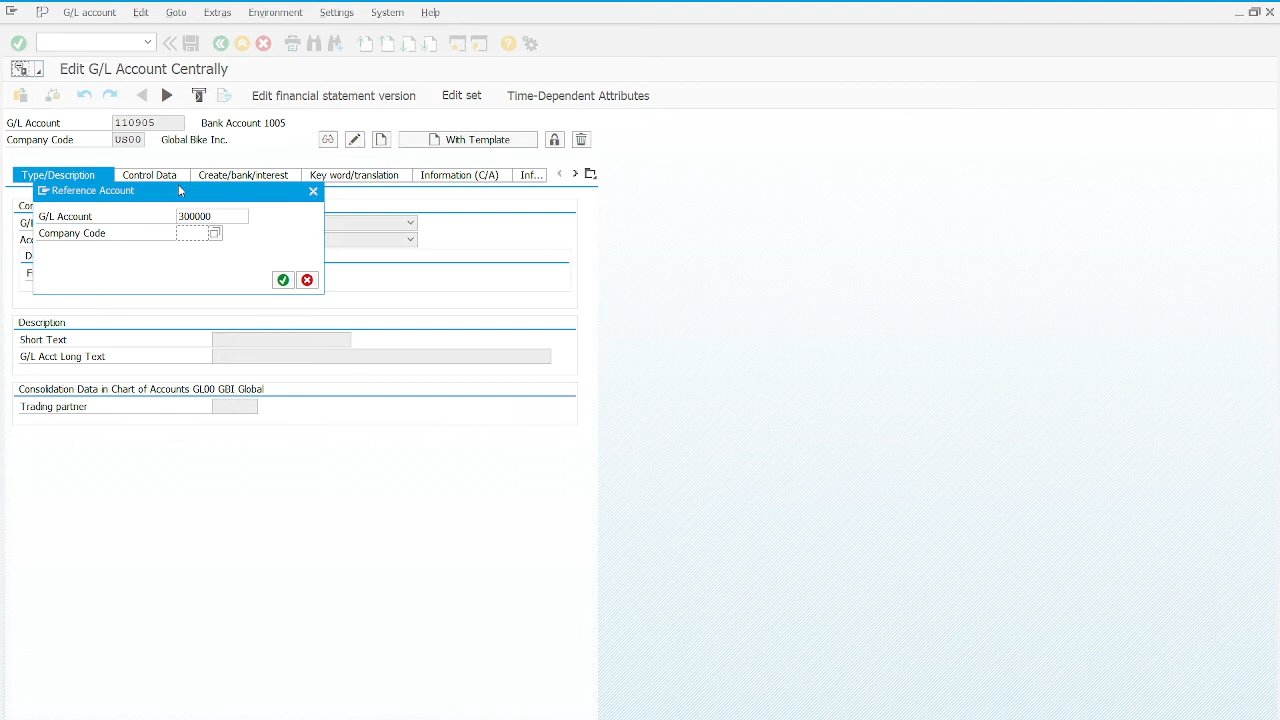 G/L account Edit Goto Extras Environment Settings System Help
Edit G/L Account Centrally
Edit financial statement version Edit set Time-Dependent Attributes
G/L Account 110905 Bank Account 1005
Company Code US00 Global Bike Inc. With Template
Type/Description Control Data Create/bank/interest Key word/translation Information (C/A) Inf...
Reference Account
G/L Account 300000
Company Code
Description
Short Text
G/L Acct Long Text
Consolidation Data in Chart of Accounts GL00 GBI Global
Trading partner